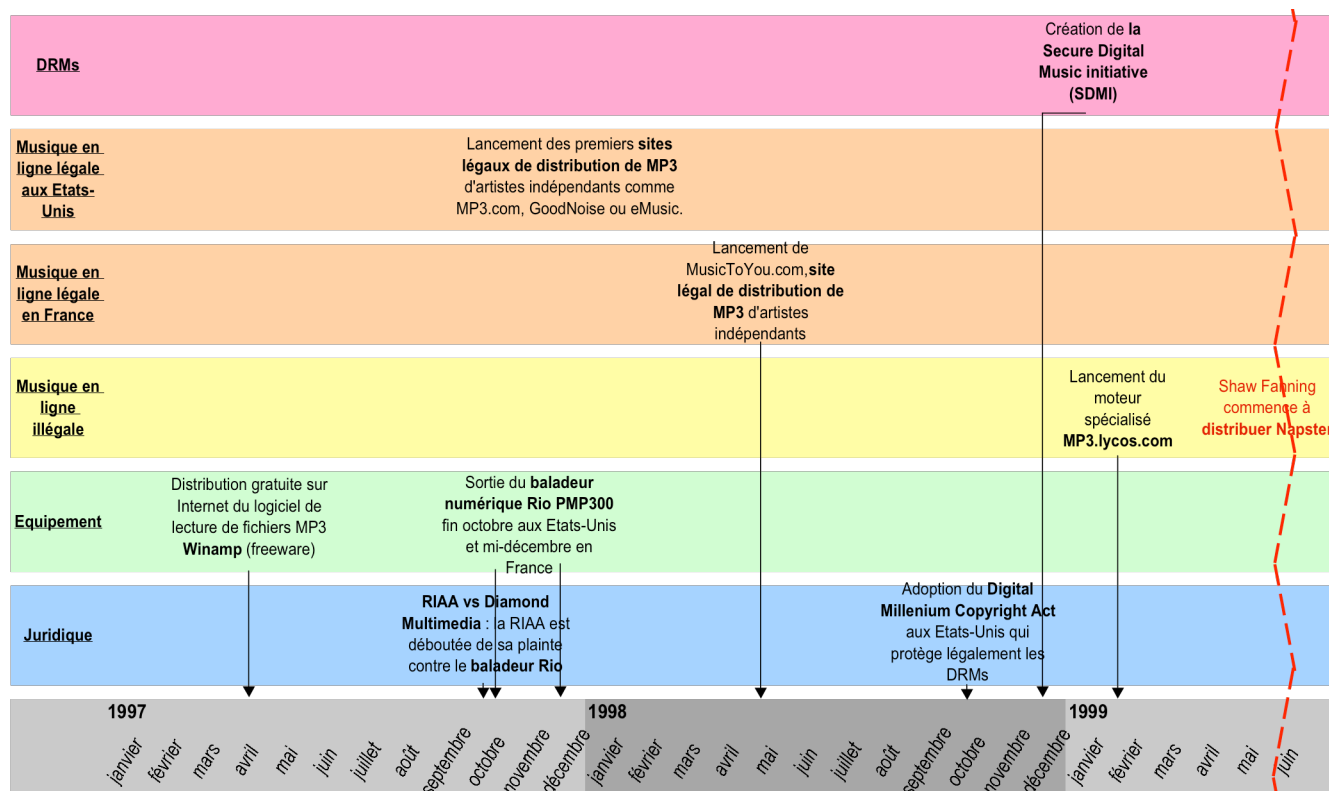 DRMs
Création de la
Secure Digital
Music initiative
(SDMI)
Musique en
ligne légale
aux Etats-
Unis
Lancement des premiers sites
légaux de distribution de MP3
d'artistes indépendants comme
MP3.com, GoodNoise ou eMusic.
Musique en
ligne légale
en France
Lancement de
MusicToYou.com,site
légal de distribution de
MP3 d'artistes
indépendants
Musique en
ligne
illégale
Lancement du
moteur
spécialisé
MP3.lycos.com
Shaw Fanning
commence à
distribuer Napster
Equipement
Distribution gratuite sur
Internet du logiciel de
lecture de fichiers MP3
Winamp (freeware)
Sortie du baladeur
numérique Rio PMP300
fin octobre aux Etats-Unis
et mi-décembre en
France
Juridique
RIAA vs Diamond
Multimedia : la RIAA est
déboutée de sa plainte
contre le baladeur Rio
Adoption du Digital
Millenium Copyright Act
aux Etats-Unis qui
protège légalement les
DRMs
1997
janvier
février
mars
avril
mai
juin
juillet
août
septembre
octobre
novembre
décembre
1998
janvier
février
mars
avril
mai
juin
juillet
août
septembre
octobre
novembre
décembre
1999
janvier
février
mars
avril
mai
juin